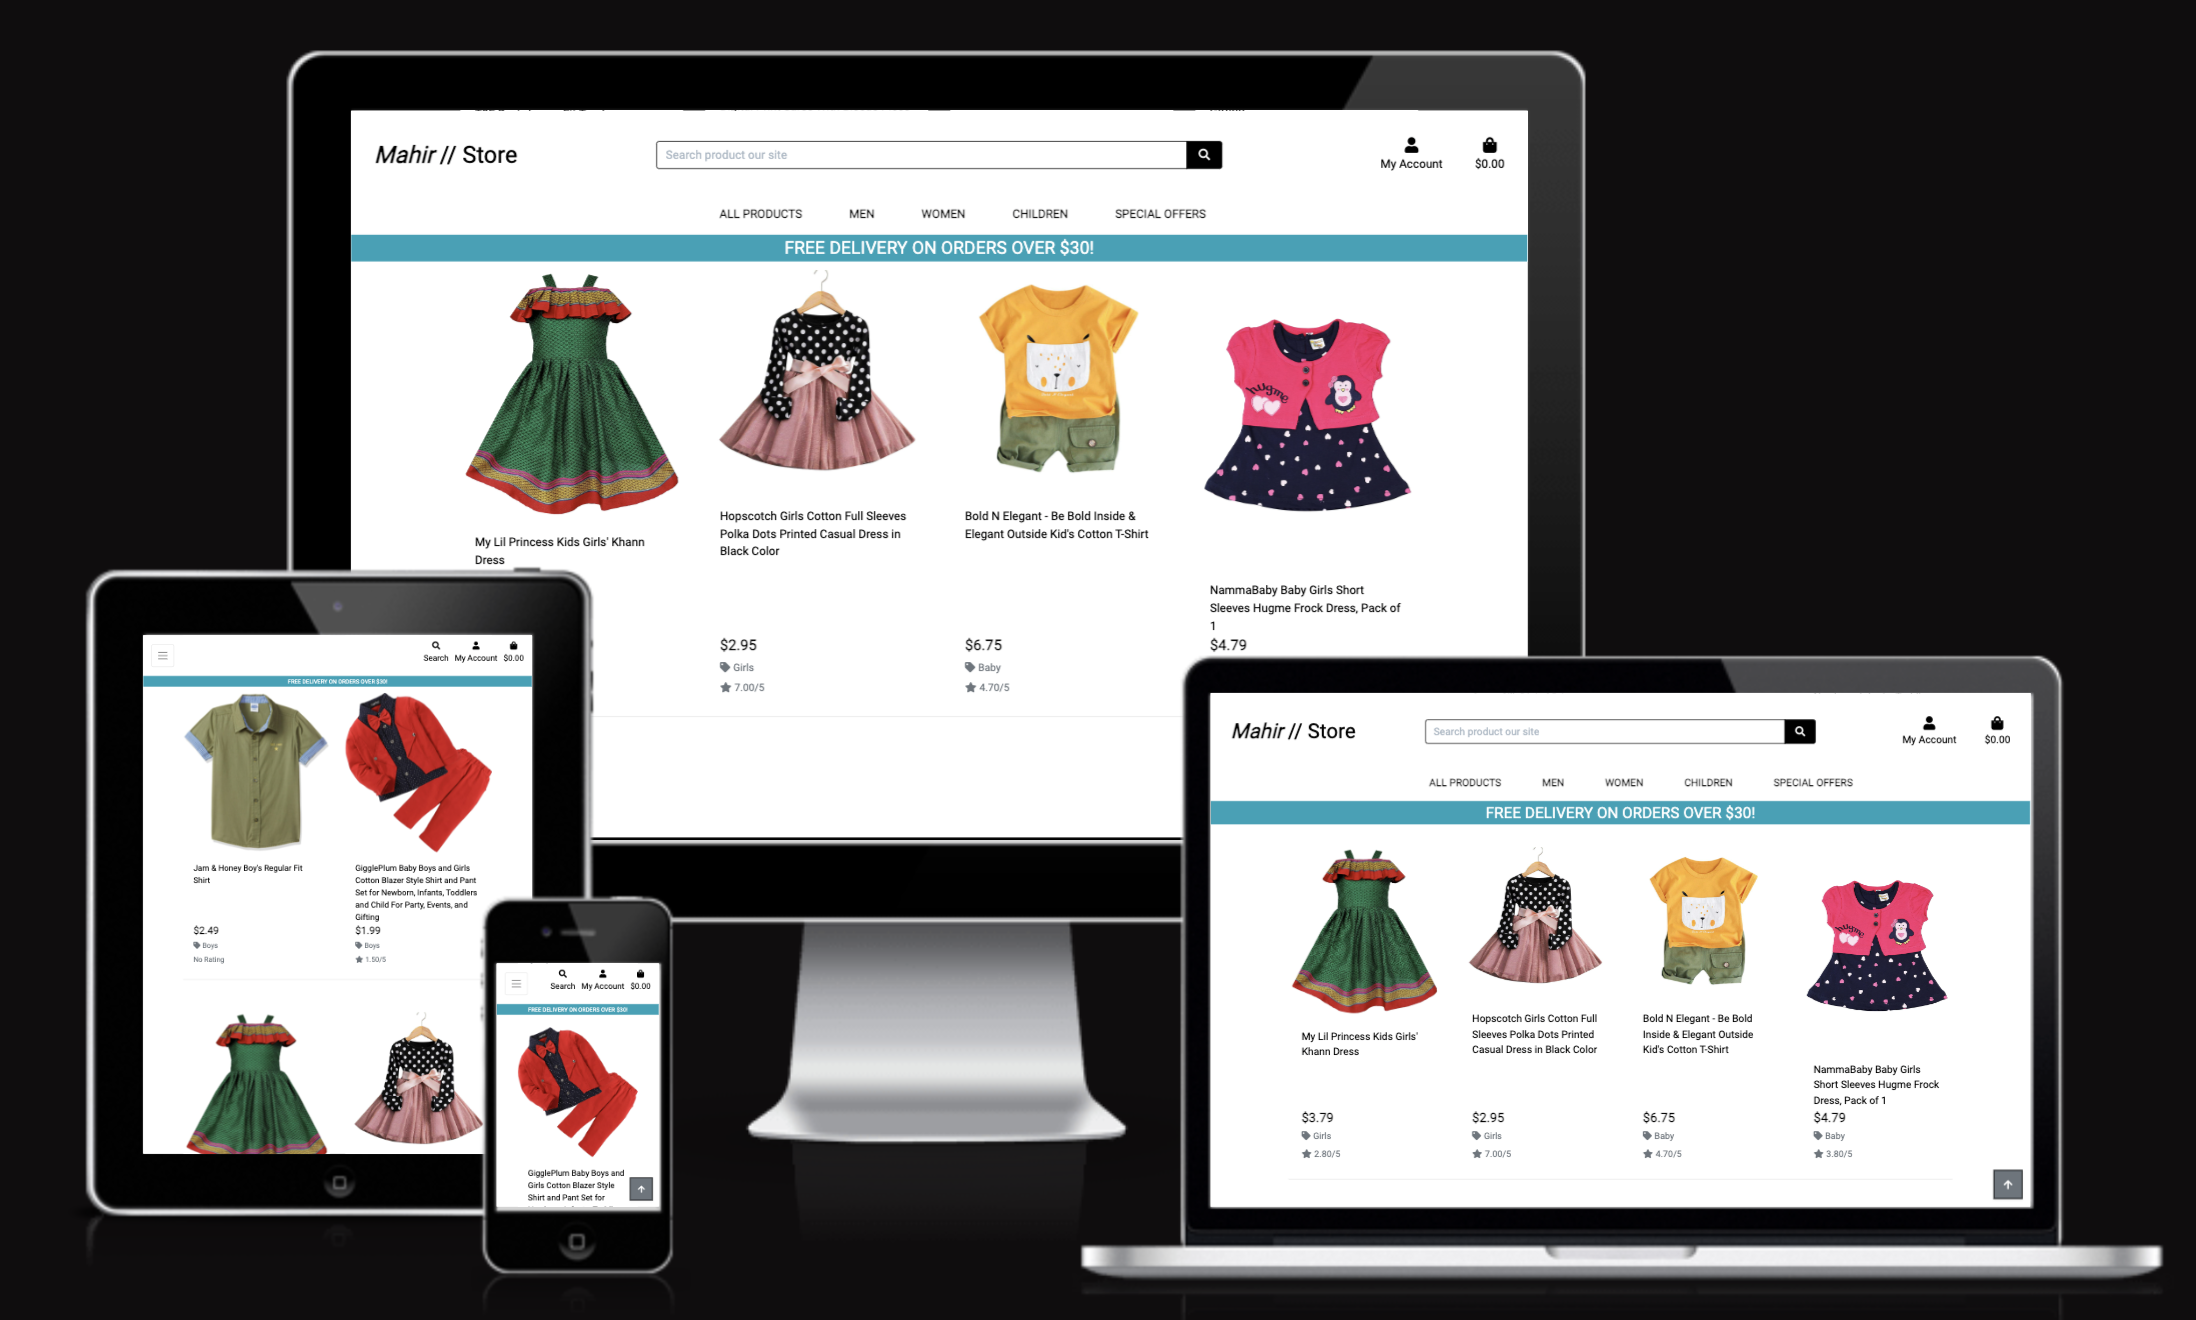 Mahir // Store
Search product our site
My Account
$0.00
ALL PRODUCTS MEN WOMEN CHILDREN SPECIAL OFFERS
FREE DELIVERY ON ORDERS OVER $30!
hugme
My Lil Princess Kids Girls' Khann
Dress
Hopscotch Girls Cotton Full Sleeves
Polka Dots Printed Casual Dress in
Black Color
$2.95
Girls
7.00/5
Bold N Elegant - Be Bold Inside &
Elegant Outside Kid's Cotton T-Shirt
$6.75
Baby
4.70/5
NammaBaby Baby Girls Short
Sleeves Hugme Frock Dress, Pack of
1
$4.79
Search My Account $0.00
FREE DELIVERY ON ORDERS OVER $30!
Jam & Honey Boy's Regular Fit
Shirt
$2.49
Boys
No Rating
GigglePlum Baby Boys and Girls
Cotton Blazer Style Shirt and Pant
Set for Newborn, Infants, Toddlers
and Child For Party, Events, and
Gifting
$1.99
Boys
1.50/5
Search My Account $0.00
FREE DELIVERY ON ORDERS OVER $30!
GigglePlum Baby Boys and
Girls Cotton Blazer Style
Shirt and Pant Set for
Mahir // Store
Search product our site
My Account
$0.00
ALL PRODUCTS MEN WOMEN CHILDREN SPECIAL OFFERS
FREE DELIVERY ON ORDERS OVER $30!
hugme
My Lil Princess Kids Girls'
Khann Dress
$3.79
Girls
2.80/5
Hopscotch Girls Cotton Full
Sleeves Polka Dots Printed
Casual Dress in Black Color
$2.95
Girls
7.00/5
Bold N Elegant - Be Bold
Inside & Elegant Outside
Kid's Cotton T-Shirt
$6.75
Baby
4.70/5
NammaBaby Baby Girls
Short Sleeves Hugme Frock
Dress, Pack of 1
$4.79
Baby
3.80/5